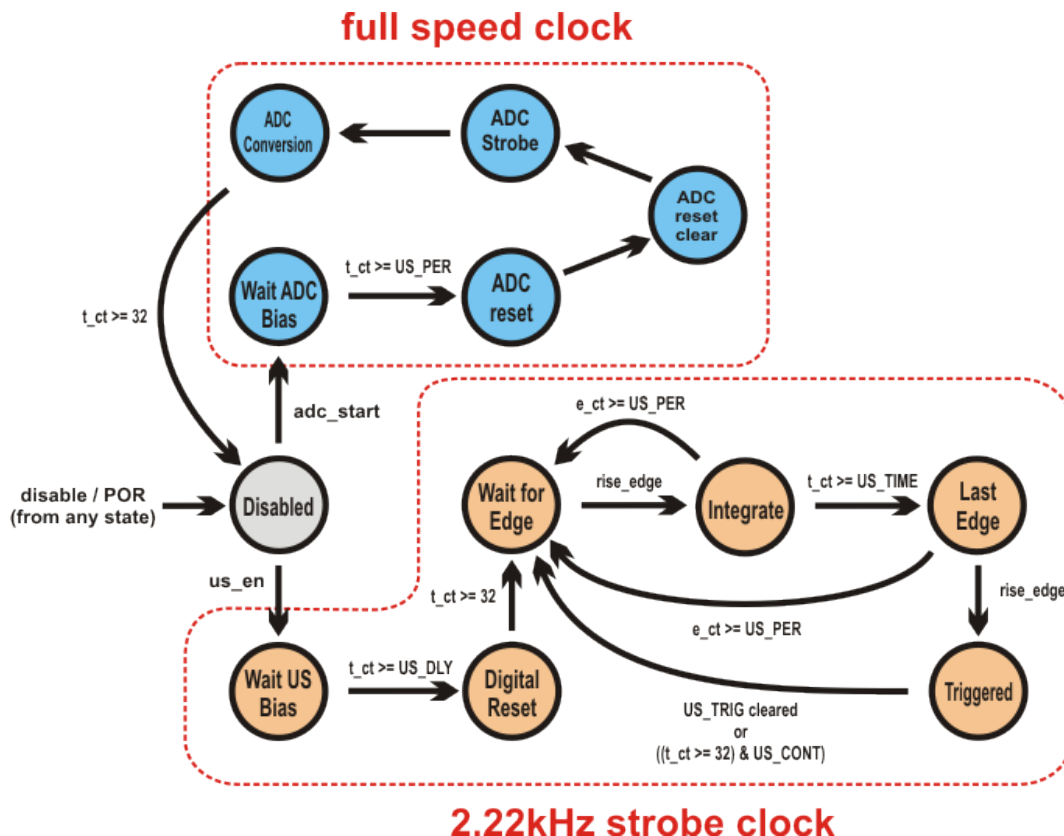 full speed clock
ADC
Conversion
ADC
Strobe
ADC
reset
clear
t_ct >= US_PER
Wait ADC
Bias
ADC
reset
t_ct >= 32
adc_start
e_ct >= US_PER
disable / POR
(from any state)
Disabled
Wait for
Edge
rise_edge
Integrate
t_ct >= US_TIME
Last
Edge
us_en
t_ct >= 32
rise_edge
e_ct >= US_PER
Wait US
Bias
t_ct >= US_DLY
Digital
Reset
Triggered
US_TRIG cleared
or
((t_ct >= 32) & US_CONT)
2.22kHz strobe clock